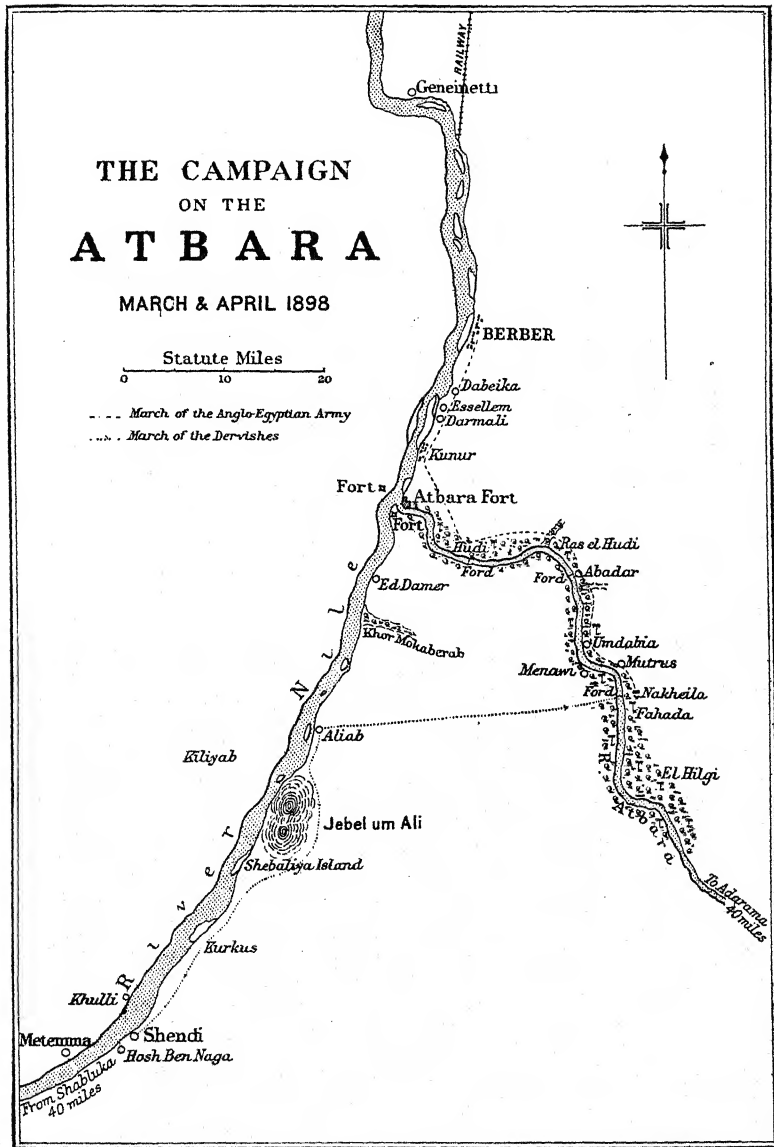 RAILWAY
Geneinetti
THE CAMPAIGN
ON THE
ATBARA
MARCH & APRIL 1898
Statute Miles
0 10 20
March of the Anglo-Egyptian Army
March of the Dervishes
BERBER
Dabeika
Essellem
Darmali
Kunur
Fort
Atbara Fort
Fort
Hudi
Ford
Ras el Hudi
Ford
Abadar
Ed Damer
Khor Mokaberab
Umdabia
Menawi
Mutrus
Ford
Nakheila
Fahada
Aliab
Kiliyab
El Hilgi
R. Atbara
Jebel um Ali
Shebaliya Island
To Adarama
40 miles
Kurkus
River Nile
Khulli
Metemma
Shendi
Hosh Ben Naga
From Shabluka
40 miles